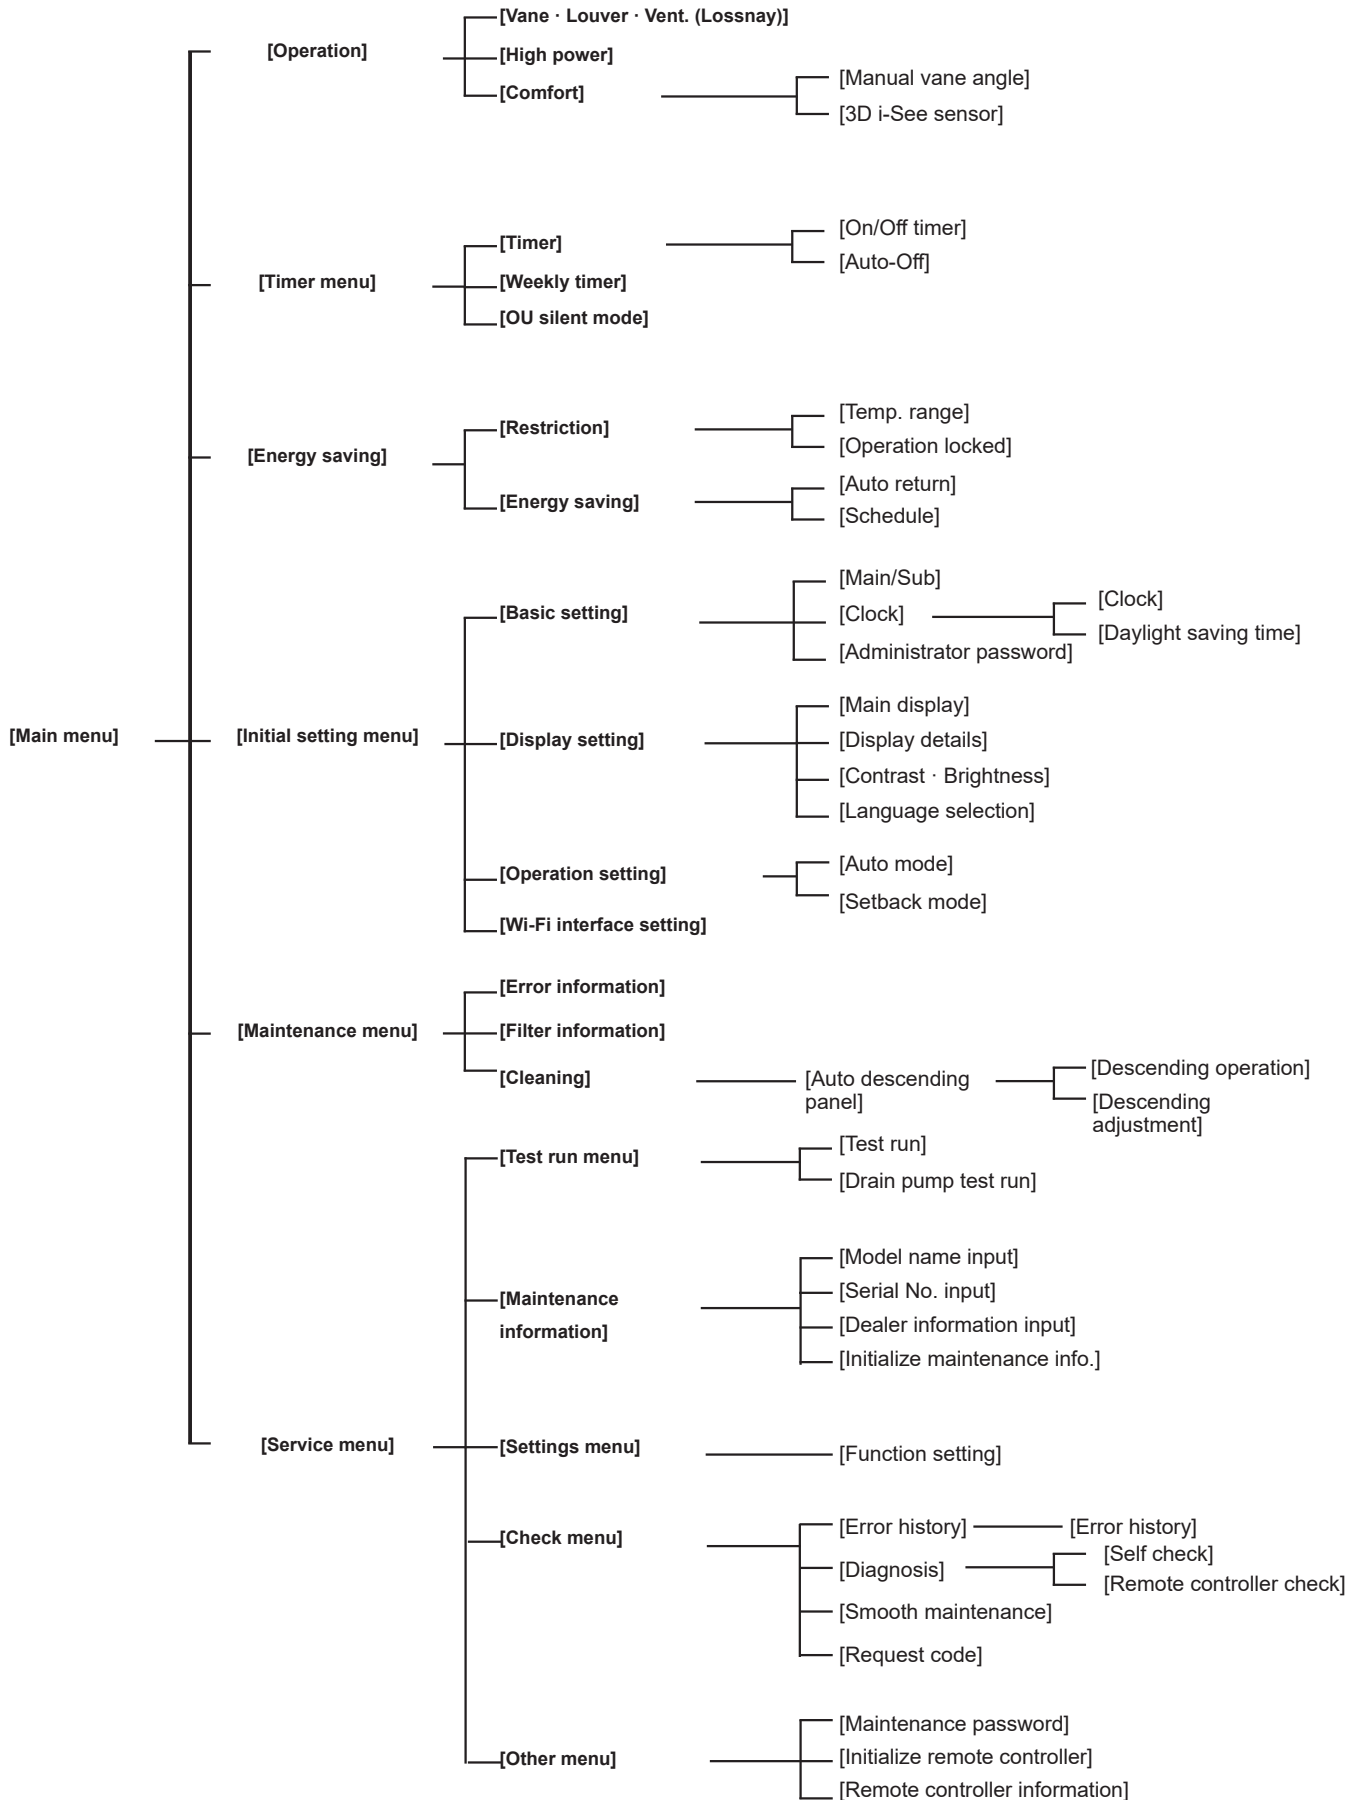 [Main menu]
[Operation]
[Vane · Louver · Vent. (Lossnay)]
[High power]
[Comfort]
[Manual vane angle]
[3D i-See sensor]
[Timer menu]
[Timer]
[On/Off timer]
[Auto-Off]
[Weekly timer]
[OU silent mode]
[Energy saving]
[Restriction]
[Temp. range]
[Operation locked]
[Energy saving]
[Auto return]
[Schedule]
[Initial setting menu]
[Basic setting]
[Main/Sub]
[Clock]
[Clock]
[Daylight saving time]
[Administrator password]
[Display setting]
[Main display]
[Display details]
[Contrast · Brightness]
[Language selection]
[Operation setting]
[Auto mode]
[Setback mode]
[Wi-Fi interface setting]
[Maintenance menu]
[Error information]
[Filter information]
[Cleaning]
[Auto descending
panel]
[Descending operation]
[Descending
adjustment]
[Service menu]
[Test run menu]
[Test run]
[Drain pump test run]
[Maintenance
information]
[Model name input]
[Serial No. input]
[Dealer information input]
[Initialize maintenance info.]
[Settings menu]
[Function setting]
[Check menu]
[Error history]
[Error history]
[Diagnosis]
[Self check]
[Remote controller check]
[Smooth maintenance]
[Request code]
[Other menu]
[Maintenance password]
[Initialize remote controller]
[Remote controller information]